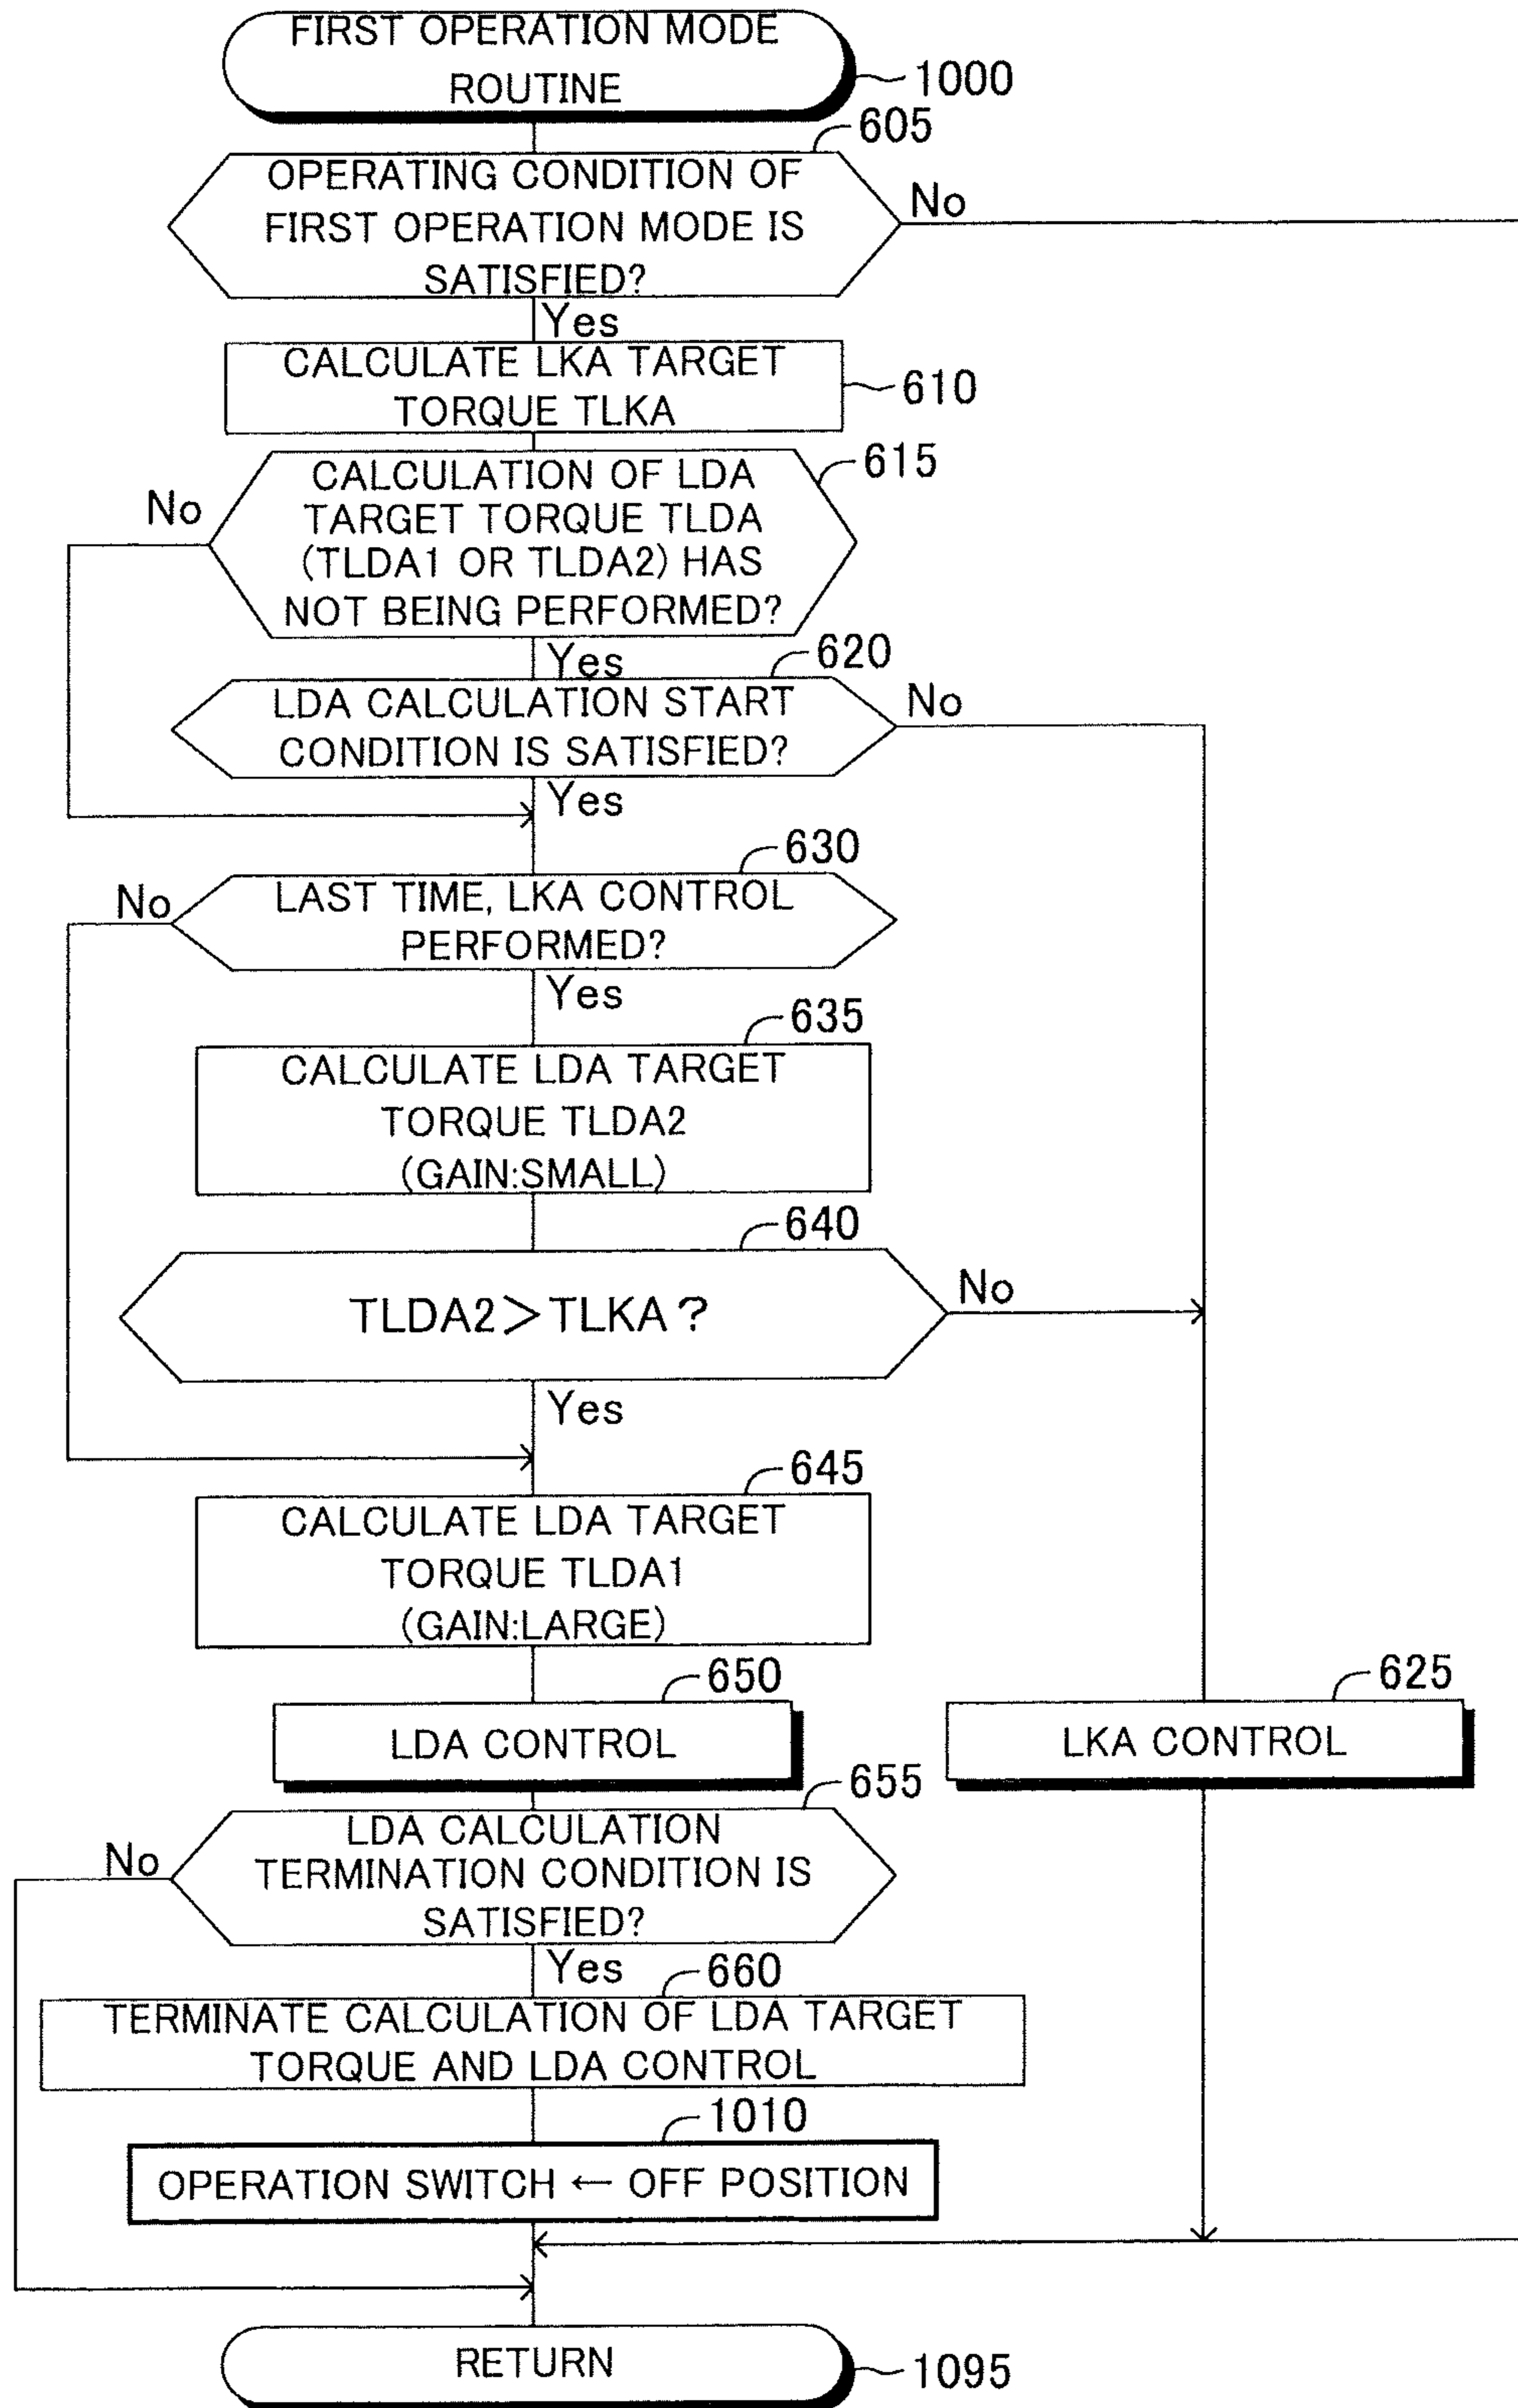 FIRST OPERATION MODE
ROUTINE
1000
605
OPERATING CONDITION OF
FIRST OPERATION MODE IS
SATISFIED?
No
Yes
CALCULATE LKA TARGET
TORQUE TLKA
610
615
CALCULATION OF LDA
TARGET TORQUE TLDA
(TLDA1 OR TLDA2) HAS
NOT BEING PERFORMED?
No
Yes
620
LDA CALCULATION START
CONDITION IS SATISFIED?
No
Yes
630
LAST TIME, LKA CONTROL
PERFORMED?
No
Yes
635
CALCULATE LDA TARGET
TORQUE TLDA2
(GAIN:SMALL)
640
TLDA2>TLKA?
No
Yes
645
CALCULATE LDA TARGET
TORQUE TLDA1
(GAIN:LARGE)
650
LDA CONTROL
625
LKA CONTROL
655
LDA CALCULATION
TERMINATION CONDITION IS
SATISFIED?
No
Yes
660
TERMINATE CALCULATION OF LDA TARGET
TORQUE AND LDA CONTROL
1010
OPERATION SWITCH ← OFF POSITION
RETURN
1095